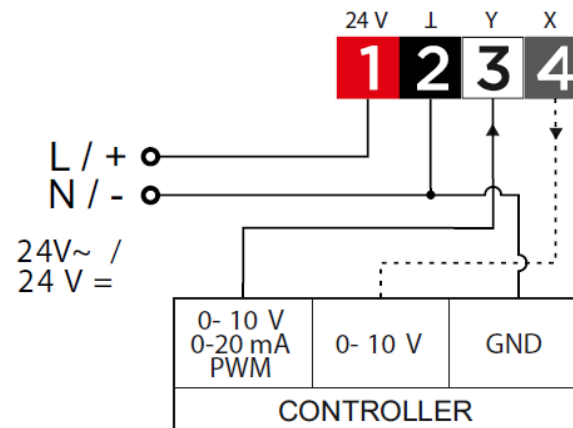 24 V ⊥ Y X
1 2 3 4
L / +
N / -
24V~ /
24 V =
0- 10 V
0-20 mA
PWM
0- 10 V
GND
CONTROLLER